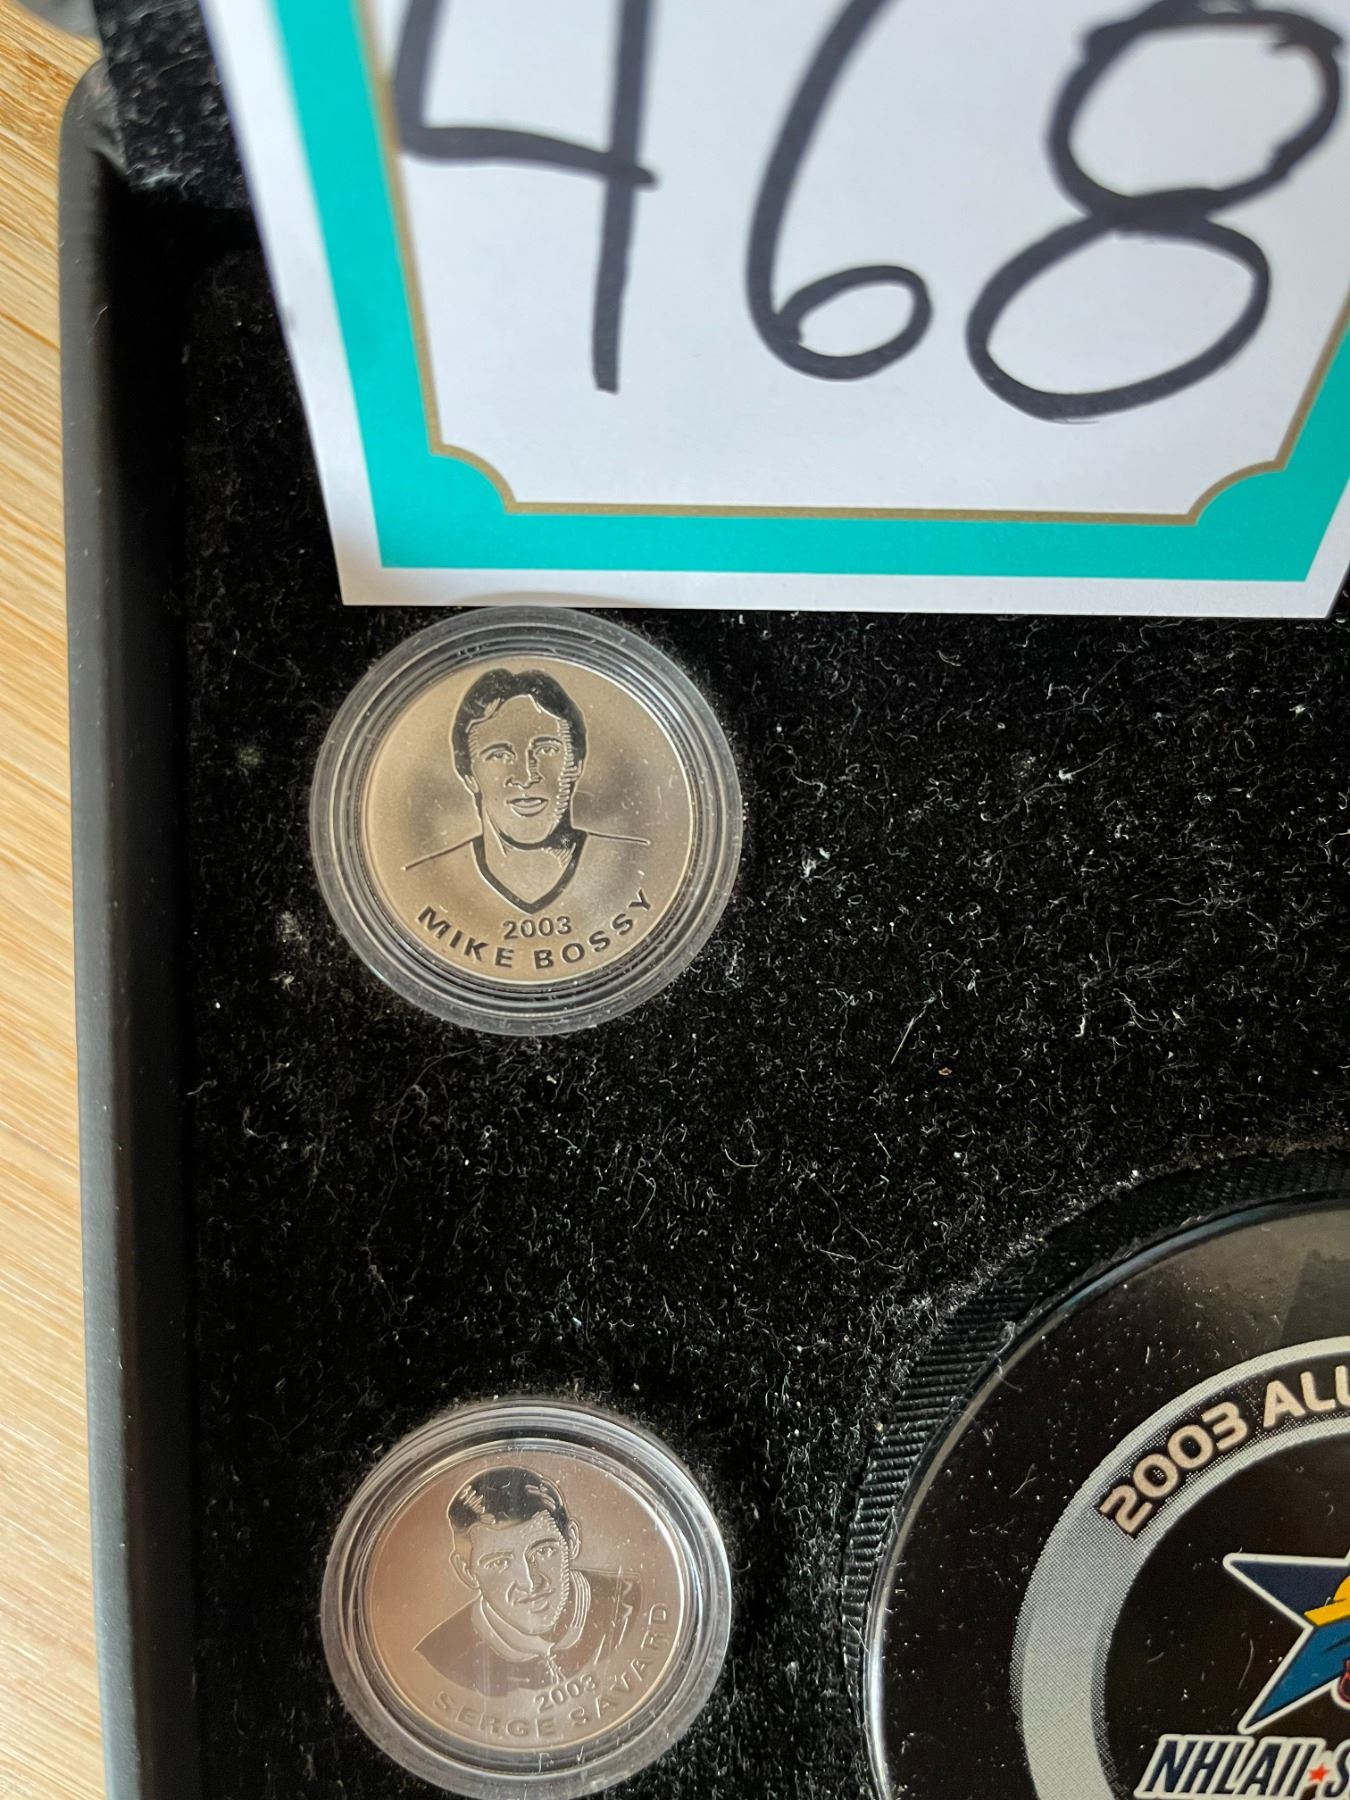 468
2003
MIKE BOSSY
2003 ALL
2003
SERGE SAVARD
NHL All★S